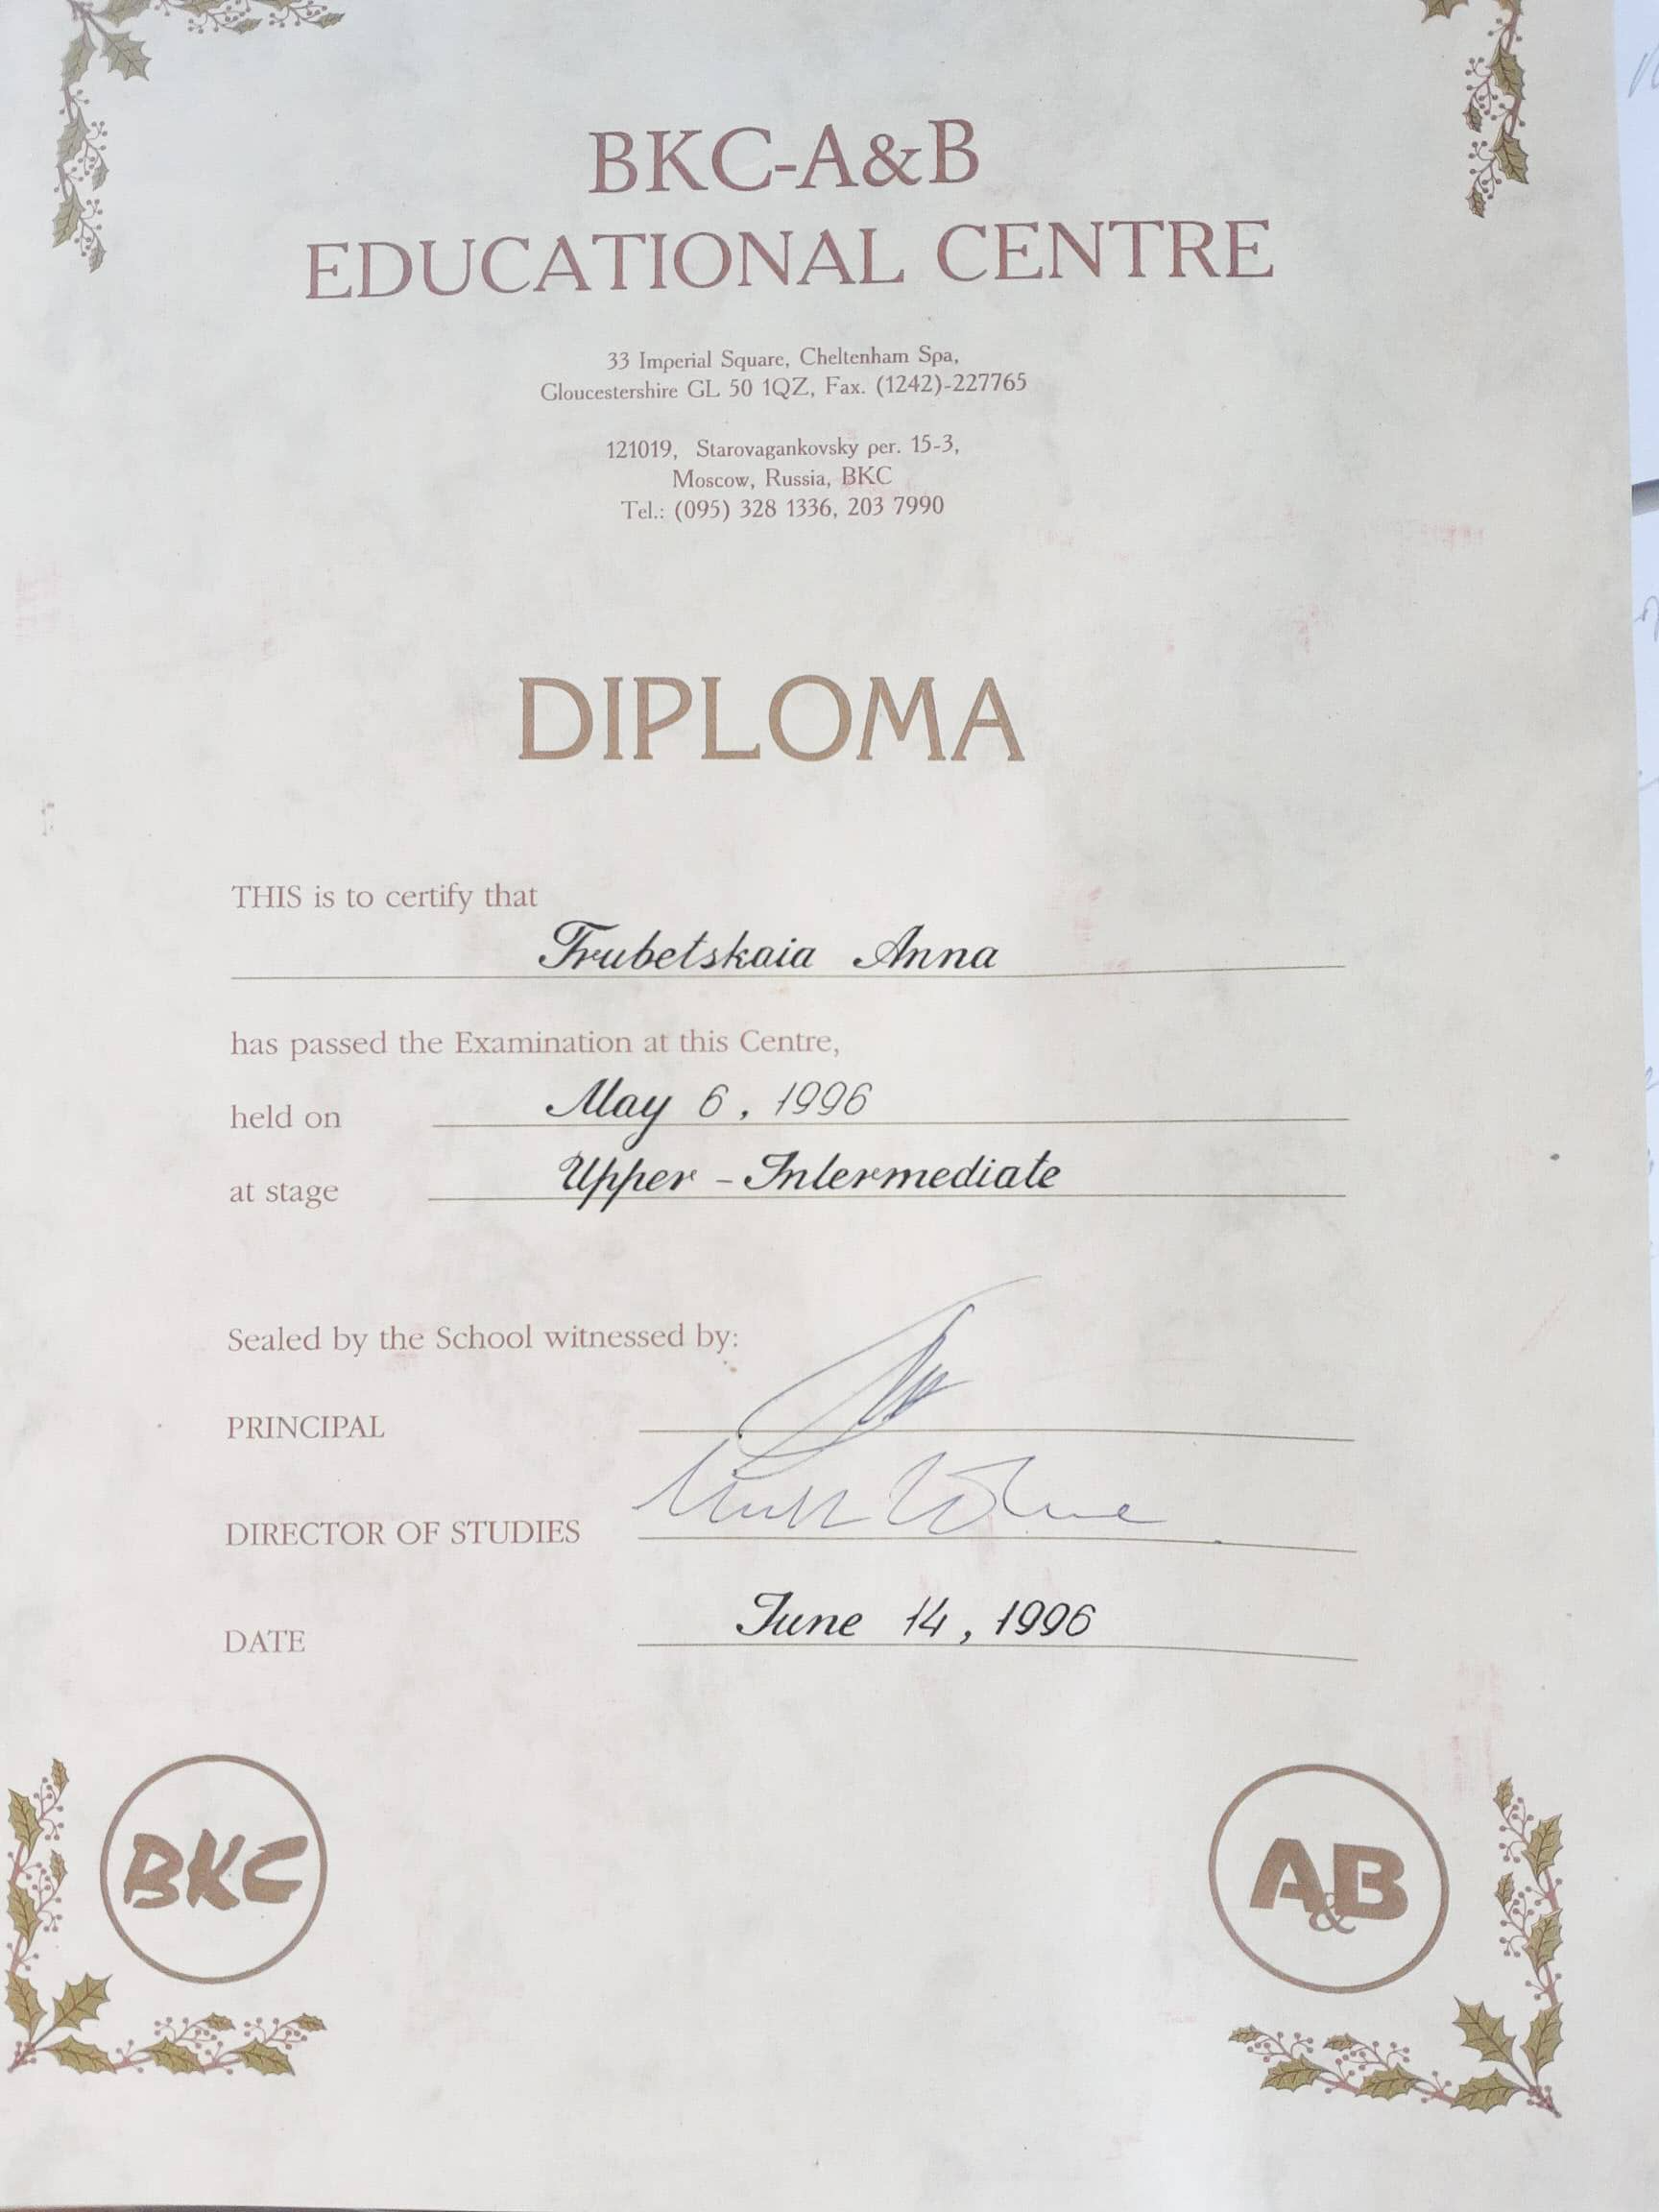 BKC-A&B
EDUCATIONAL CENTRE
33 Imperial Square, Cheltenham Spa,
Gloucestershire GL 50 1QZ, Fax. (1242)-227765
121019, Starovagankovsky per. 15-3,
Moscow, Russia, BKC
Tel.: (095) 328 1336, 203 7990
DIPLOMA
THIS is to certify that
Trubetskaia Anna
has passed the Examination at this Centre,
held on May 6, 1996
at stage Upper - Intermediate
Sealed by the School witnessed by:
PRINCIPAL
DIRECTOR OF STUDIES
DATE June 14, 1996
BKC
A&B